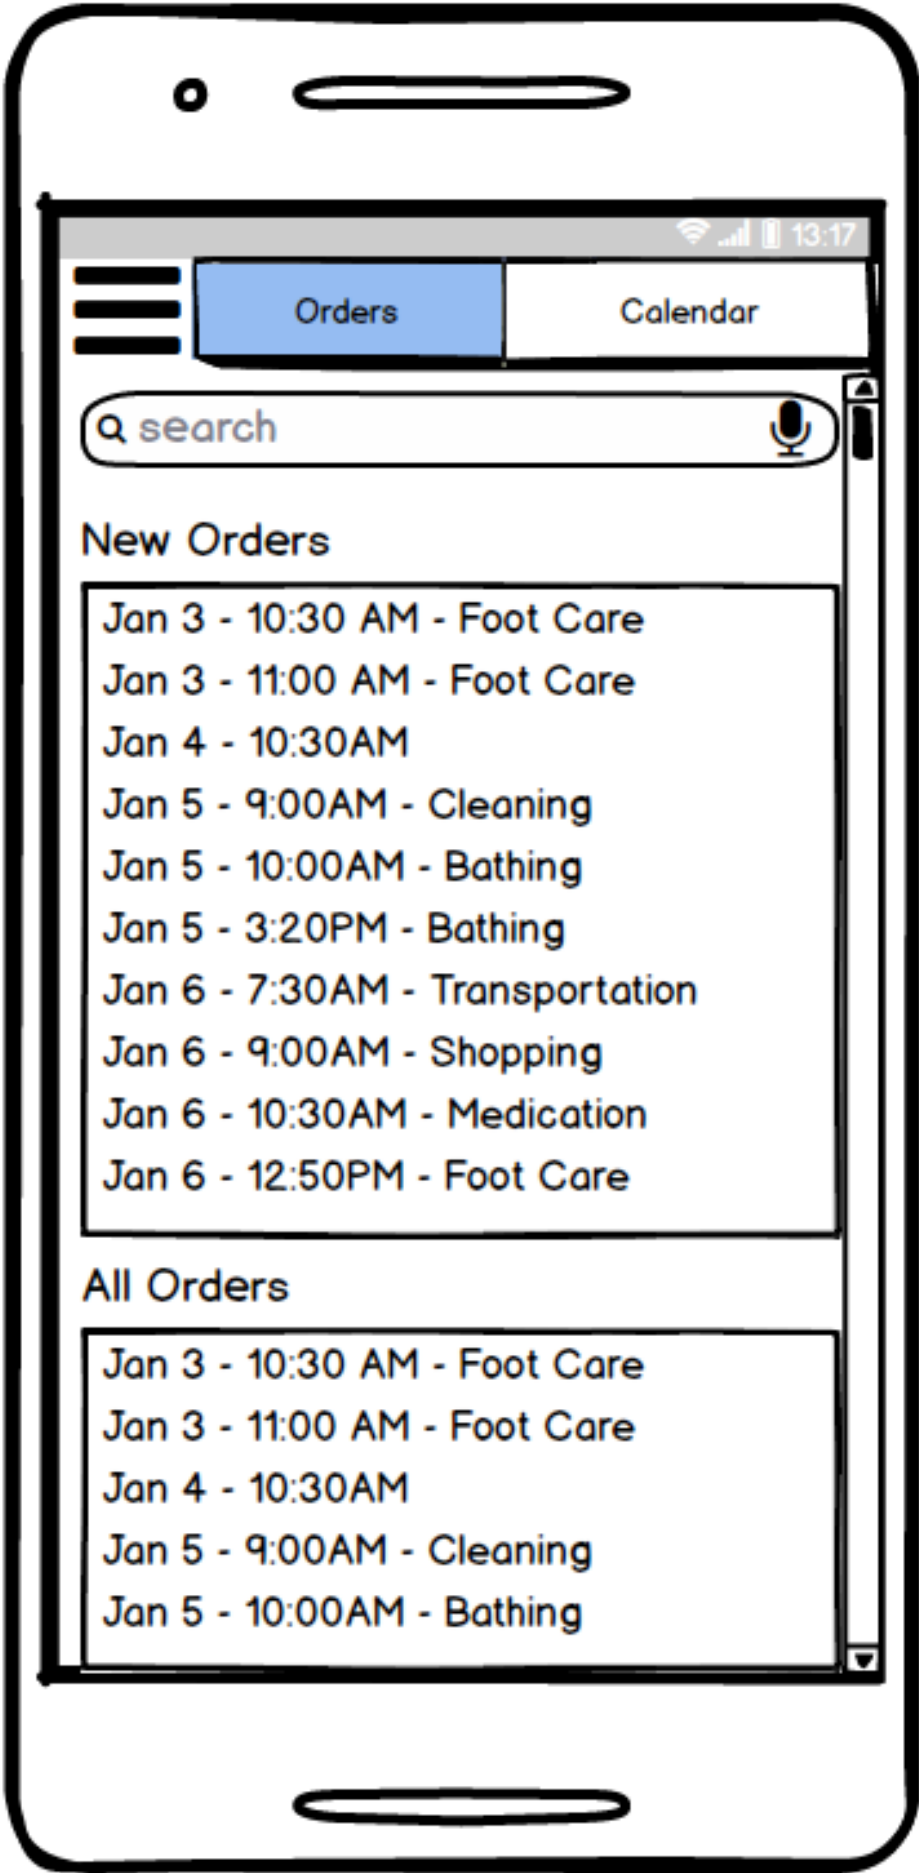 13:17
Orders Calendar
search
New Orders
Jan 3 - 10:30 AM - Foot Care
Jan 3 - 11:00 AM - Foot Care
Jan 4 - 10:30AM
Jan 5 - 9:00AM - Cleaning
Jan 5 - 10:00AM - Bathing
Jan 5 - 3:20PM - Bathing
Jan 6 - 7:30AM - Transportation
Jan 6 - 9:00AM - Shopping
Jan 6 - 10:30AM - Medication
Jan 6 - 12:50PM - Foot Care
All Orders
Jan 3 - 10:30 AM - Foot Care
Jan 3 - 11:00 AM - Foot Care
Jan 4 - 10:30AM
Jan 5 - 9:00AM - Cleaning
Jan 5 - 10:00AM - Bathing